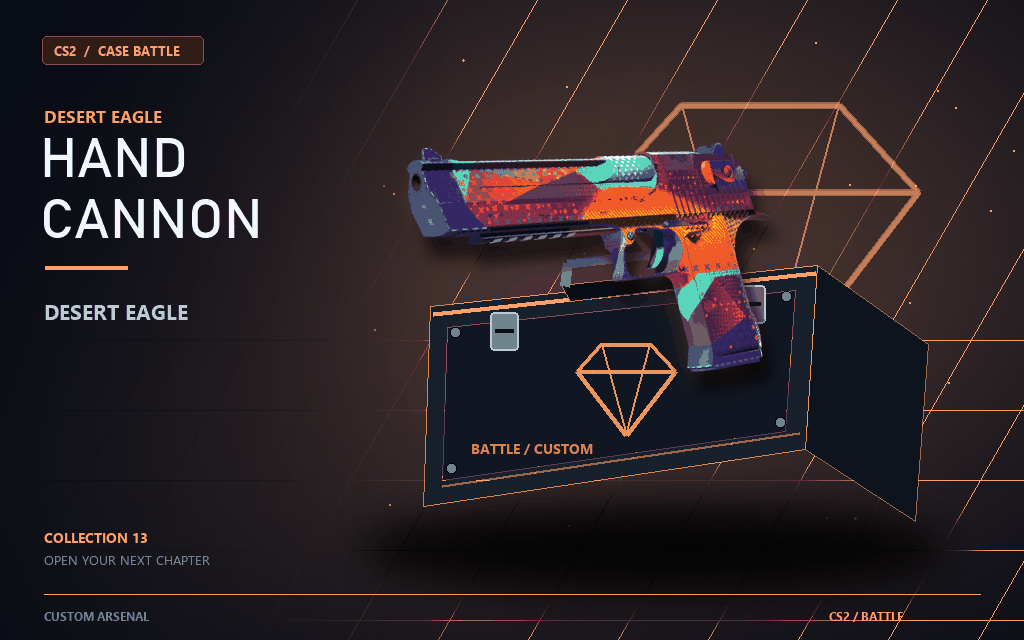 CS2 / CASE BATTLE
DESERT EAGLE
HAND
CANNON
DESERT EAGLE
BATTLE / CUSTOM
COLLECTION 13
OPEN YOUR NEXT CHAPTER
CUSTOM ARSENAL
CS2 / BATTLE